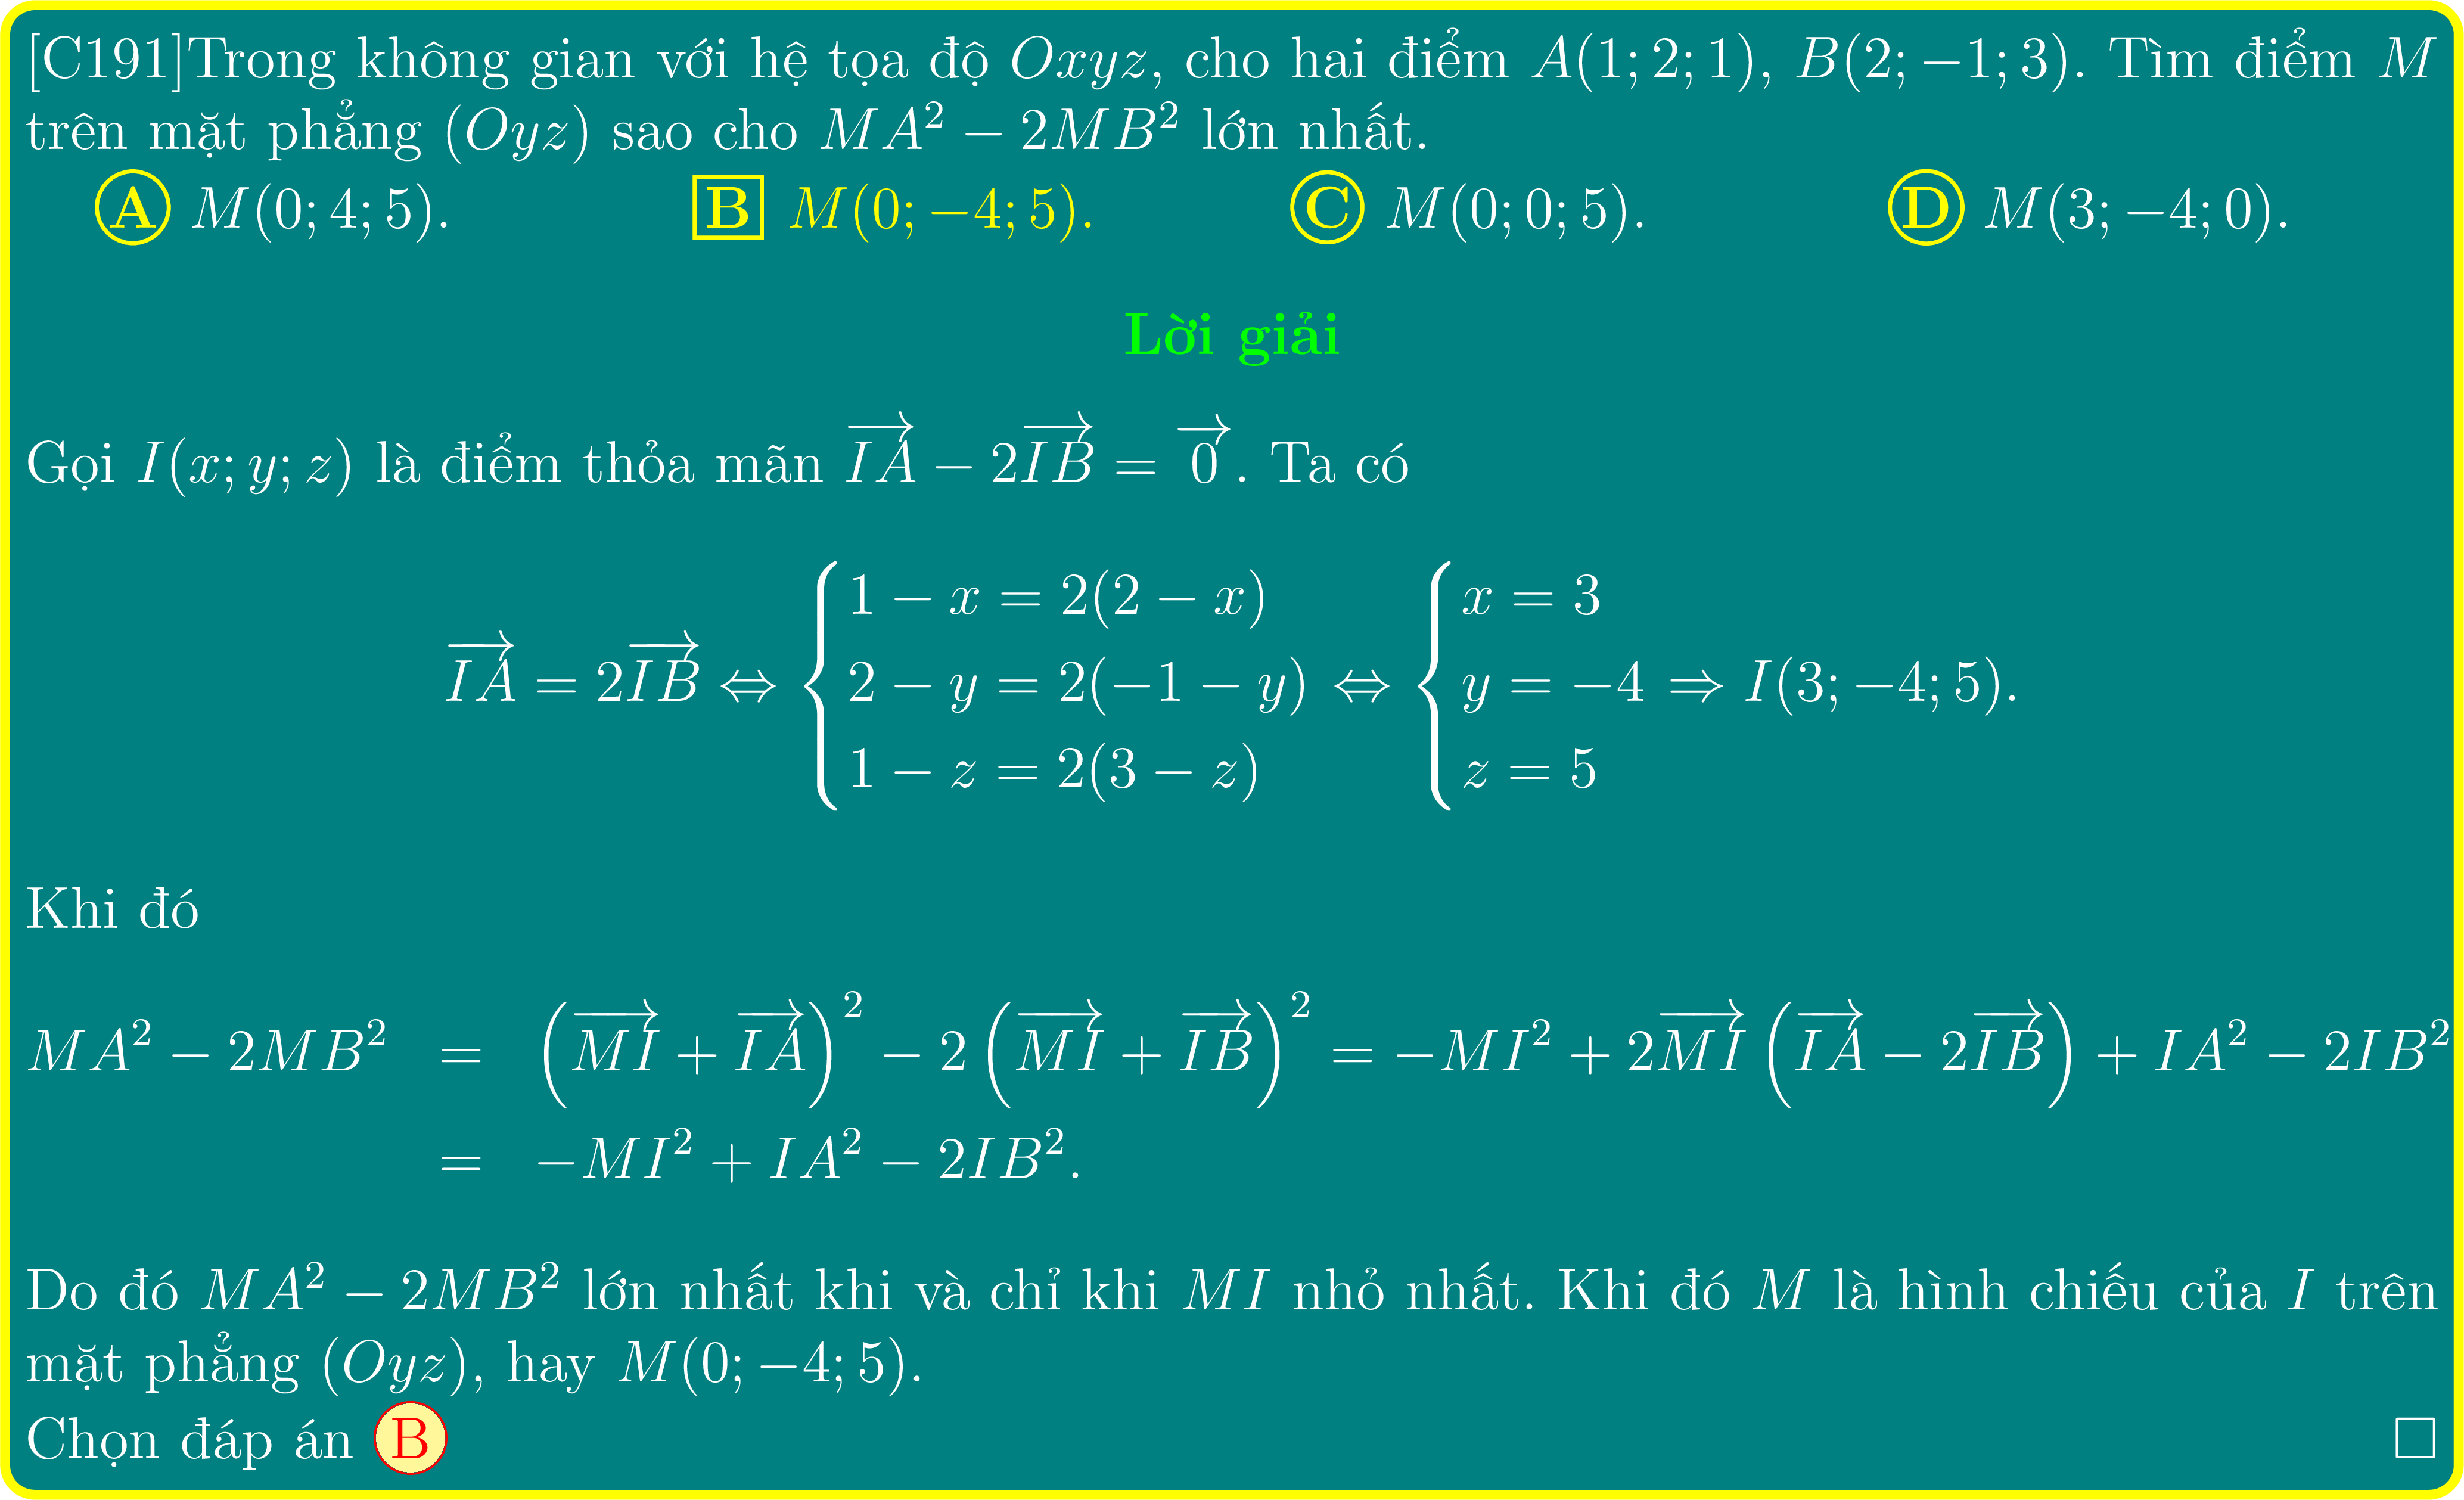 [C191]Trong không gian với hệ tọa độ $Oxyz$, cho hai điểm $A(1; 2; 1)$, $B(2; -1; 3)$. Tìm điểm $M$
trên mặt phẳng $(Oyz)$ sao cho $MA^2 - 2MB^2$ lớn nhất.
A $M(0; 4; 5)$. B $M(0; -4; 5)$. C $M(0; 0; 5)$. D $M(3; -4; 0)$.
Lời giải
Gọi $I(x; y; z)$ là điểm thỏa mãn $\overrightarrow{IA} - 2\overrightarrow{IB} = \overrightarrow{0}$. Ta có
$\overrightarrow{IA} = 2\overrightarrow{IB} \Leftrightarrow \begin{cases} 1 - x = 2(2 - x) \\ 2 - y = 2(-1 - y) \\ 1 - z = 2(3 - z) \end{cases} \Leftrightarrow \begin{cases} x = 3 \\ y = -4 \\ z = 5 \end{cases} \Rightarrow I(3; -4; 5).$
Khi đó
$MA^2 - 2MB^2 = \left(\overrightarrow{MI} + \overrightarrow{IA}\right)^2 - 2\left(\overrightarrow{MI} + \overrightarrow{IB}\right)^2 = -MI^2 + 2\overrightarrow{MI}\left(\overrightarrow{IA} - 2\overrightarrow{IB}\right) + IA^2 - 2IB^2$
$= -MI^2 + IA^2 - 2IB^2.$
Do đó $MA^2 - 2MB^2$ lớn nhất khi và chỉ khi $MI$ nhỏ nhất. Khi đó $M$ là hình chiếu của $I$ trên
mặt phẳng $(Oyz)$, hay $M(0; -4; 5)$.
Chọn đáp án B □